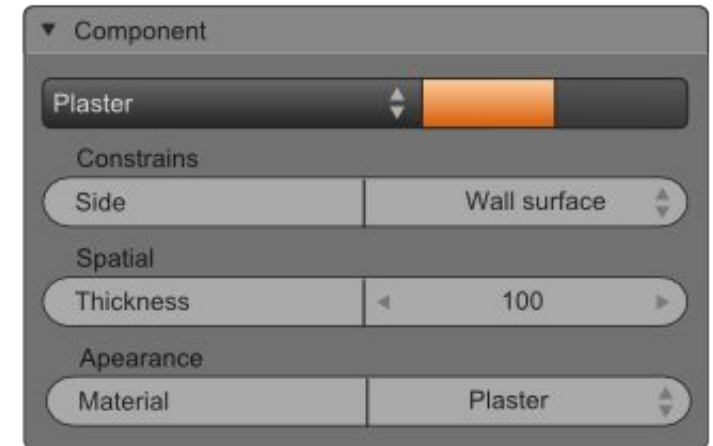 Component
Plaster
Constrains
Side Wall surface
Spatial
Thickness 100
Apearance
Material Plaster